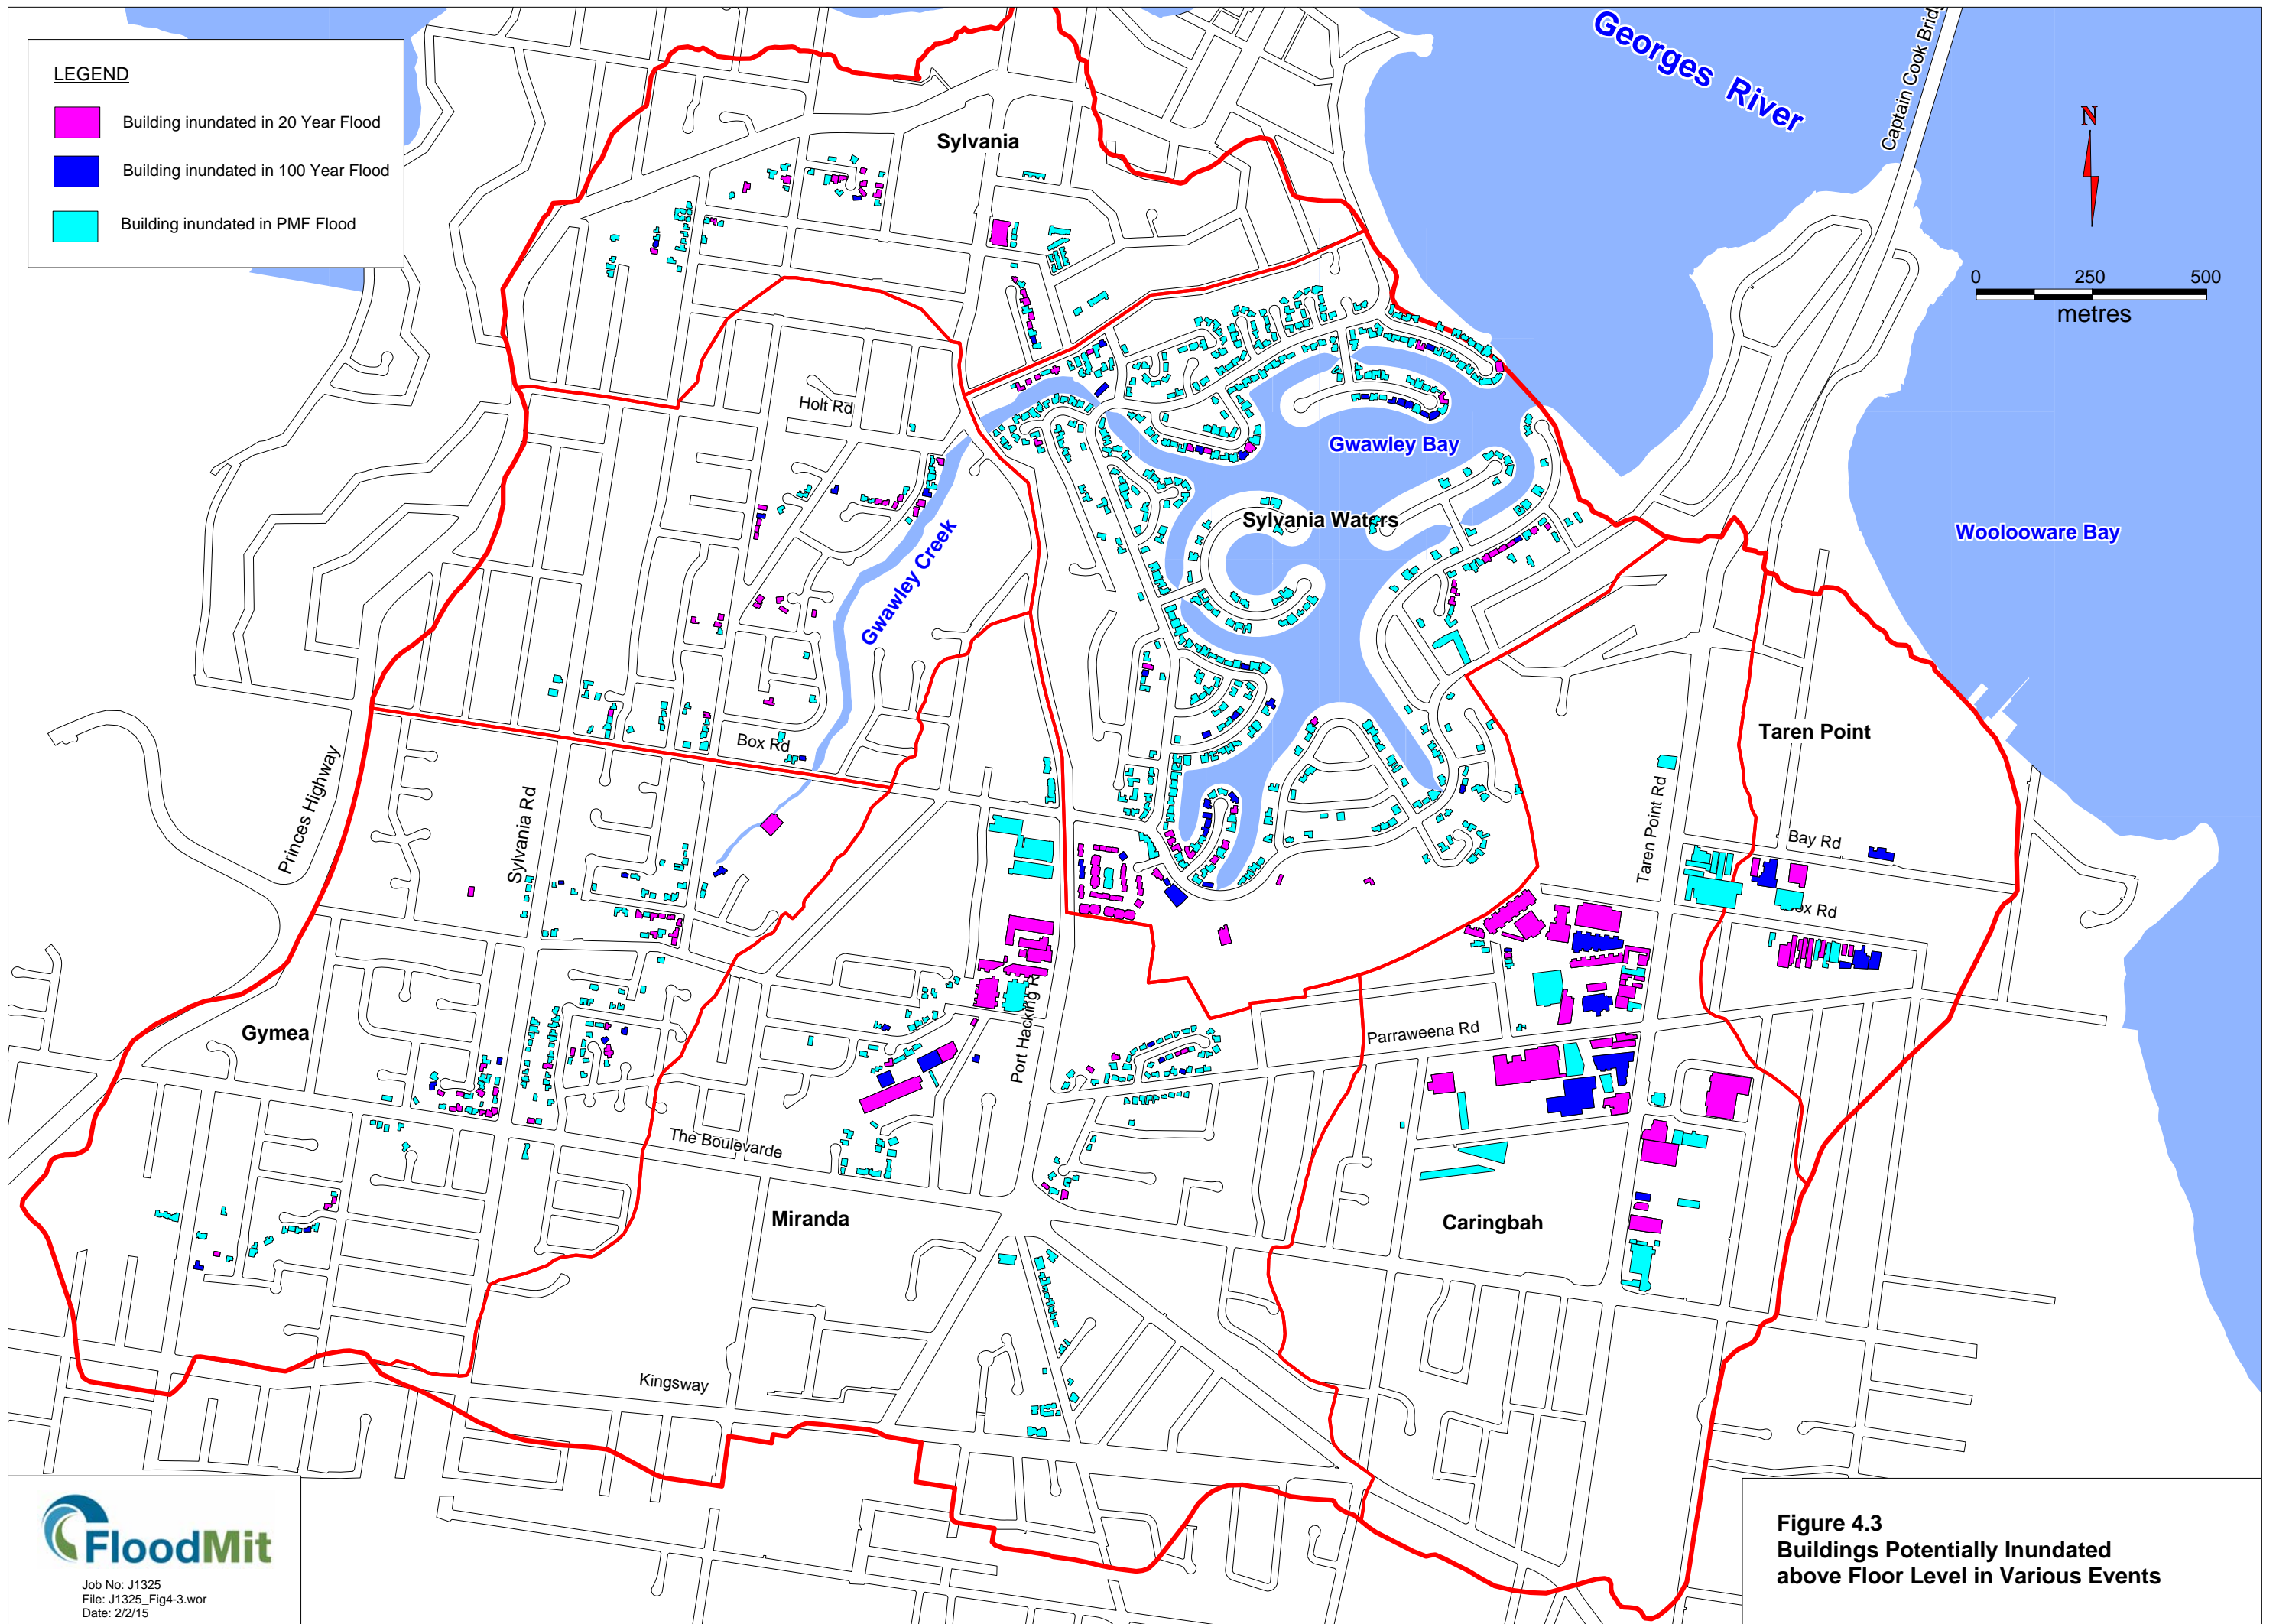 LEGEND
Building inundated in 20 Year Flood
Building inundated in 100 Year Flood
Building inundated in PMF Flood
Georges River
Captain Cook
N
0 250 500
metres
Sylvania
Holt Rd
Gwawley Bay
Sylvania Waters
Woolooware Bay
Gwawley Creek
Taren Point
Box Rd
Princes Highway
Sylvania Rd
Taren Point Rd
Bay Rd
Gymea
Port Hacking
Parraweena Rd
The Boulevarde
Miranda
Caringbah
Kingsway
FloodMit
Job No: J1325
File: J1325_Fig4-3.wor
Date: 2/2/15
Figure 4.3
Buildings Potentially Inundated
above Floor Level in Various Events